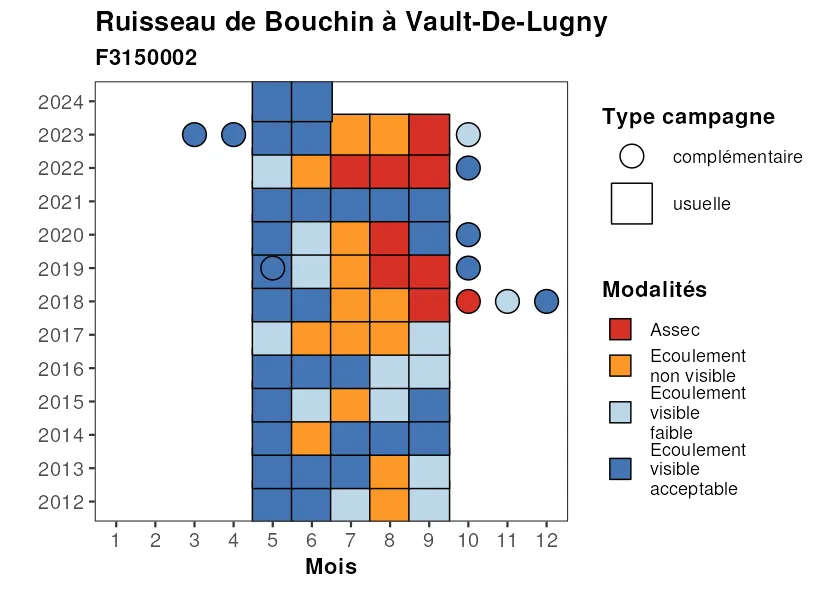 Ruisseau de Bouchin à Vault-De-Lugny
F3150002
2024
2023
2022
2021
2020
2019
2018
2017
2016
2015
2014
2013
2012
1 2 3 4 5 6 7 8 9 10 11 12
Mois
Type campagne
complémentaire
usuelle
Modalités
Assec
Ecoulement
non visible
Ecoulement
visible
faible
Ecoulement
visible
acceptable